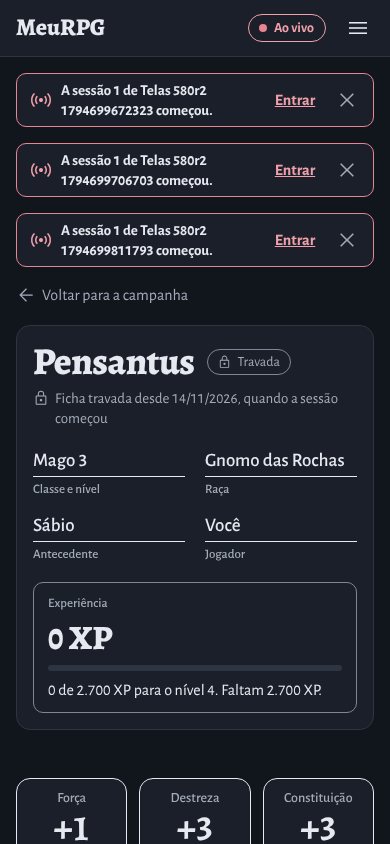 MeuRPG
Ao vivo
A sessão 1 de Telas 580r2
1794699672323 começou.
Entrar
A sessão 1 de Telas 580r2
1794699706703 começou.
Entrar
A sessão 1 de Telas 580r2
1794699811793 começou.
Entrar
Voltar para a campanha
Pensantus
Travada
Ficha travada desde 14/11/2026, quando a sessão
começou
Mago 3
Gnomo das Rochas
Classe e nível
Raça
Sábio
Você
Antecedente
Jogador
Experiência
0 XP
0 de 2.700 XP para o nível 4. Faltam 2.700 XP.
Força
Destreza
Constituição
+1
+3
+3